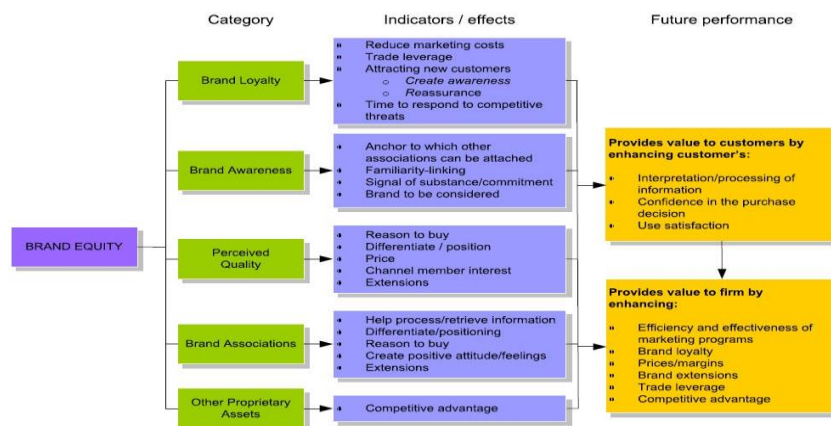 Category
Indicators / effects
Future performance
BRAND EQUITY
Brand Loyalty
Reduce marketing costs
Trade leverage
Attracting new customers
Create awareness
Reassurance
Time to respond to competitive
threats
Brand Awareness
Anchor to which other
associations can be attached
Familiarity-linking
Signal of substance/commitment
Brand to be considered
Perceived
Quality
Reason to buy
Differentiate / position
Price
Channel member interest
Extensions
Brand Associations
Help process/retrieve information
Differentiate/positioning
Reason to buy
Create positive attitude/feelings
Extensions
Other Proprietary
Assets
Competitive advantage
Provides value to customers by
enhancing customer's:
Interpretation/processing of
information
Confidence in the purchase
decision
Use satisfaction
Provides value to firm by
enhancing:
Efficiency and effectiveness of
marketing programs
Brand loyalty
Prices/margins
Brand extensions
Trade leverage
Competitive advantage